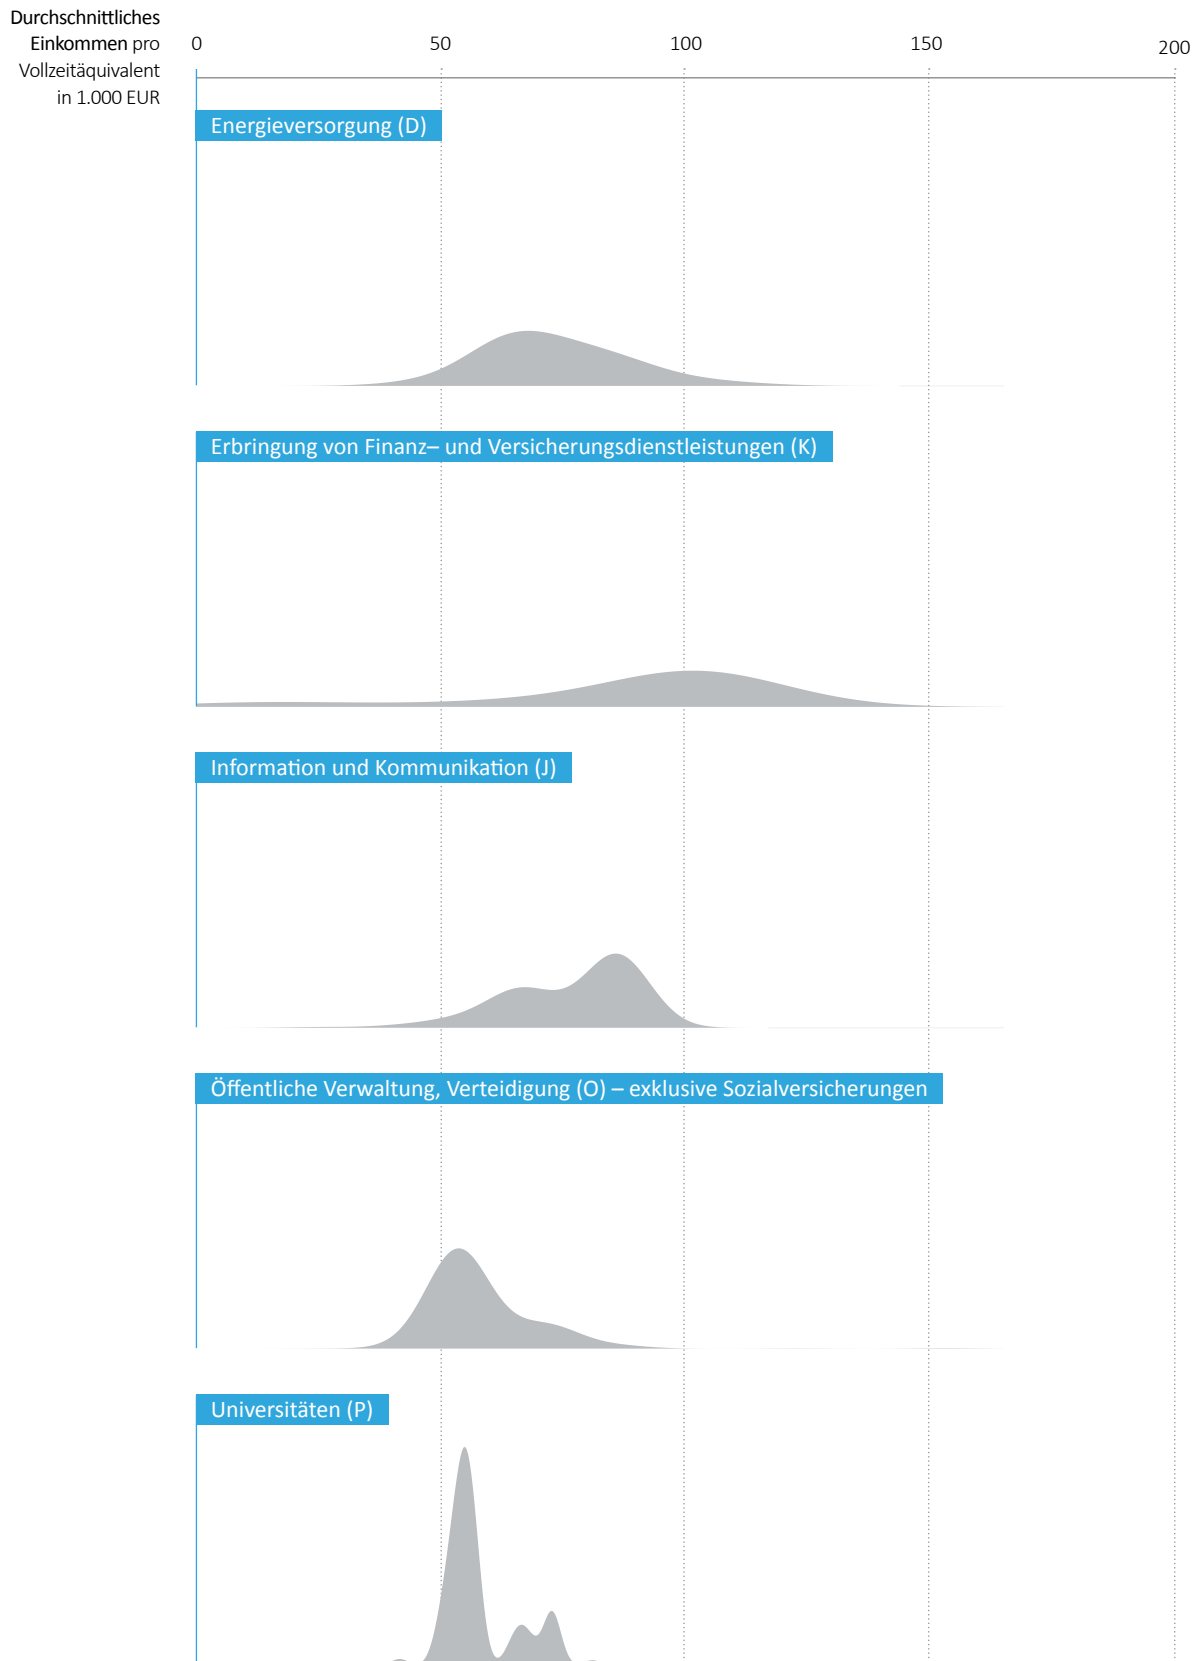 Durchschnittliches
Einkommen pro
Vollzeitäquivalent
in 1.000 EUR
0 50 100 150 200
Energieversorgung (D)
Erbringung von Finanz– und Versicherungsdienstleistungen (K)
Information und Kommunikation (J)
Öffentliche Verwaltung, Verteidigung (O) – exklusive Sozialversicherungen
Universitäten (P)